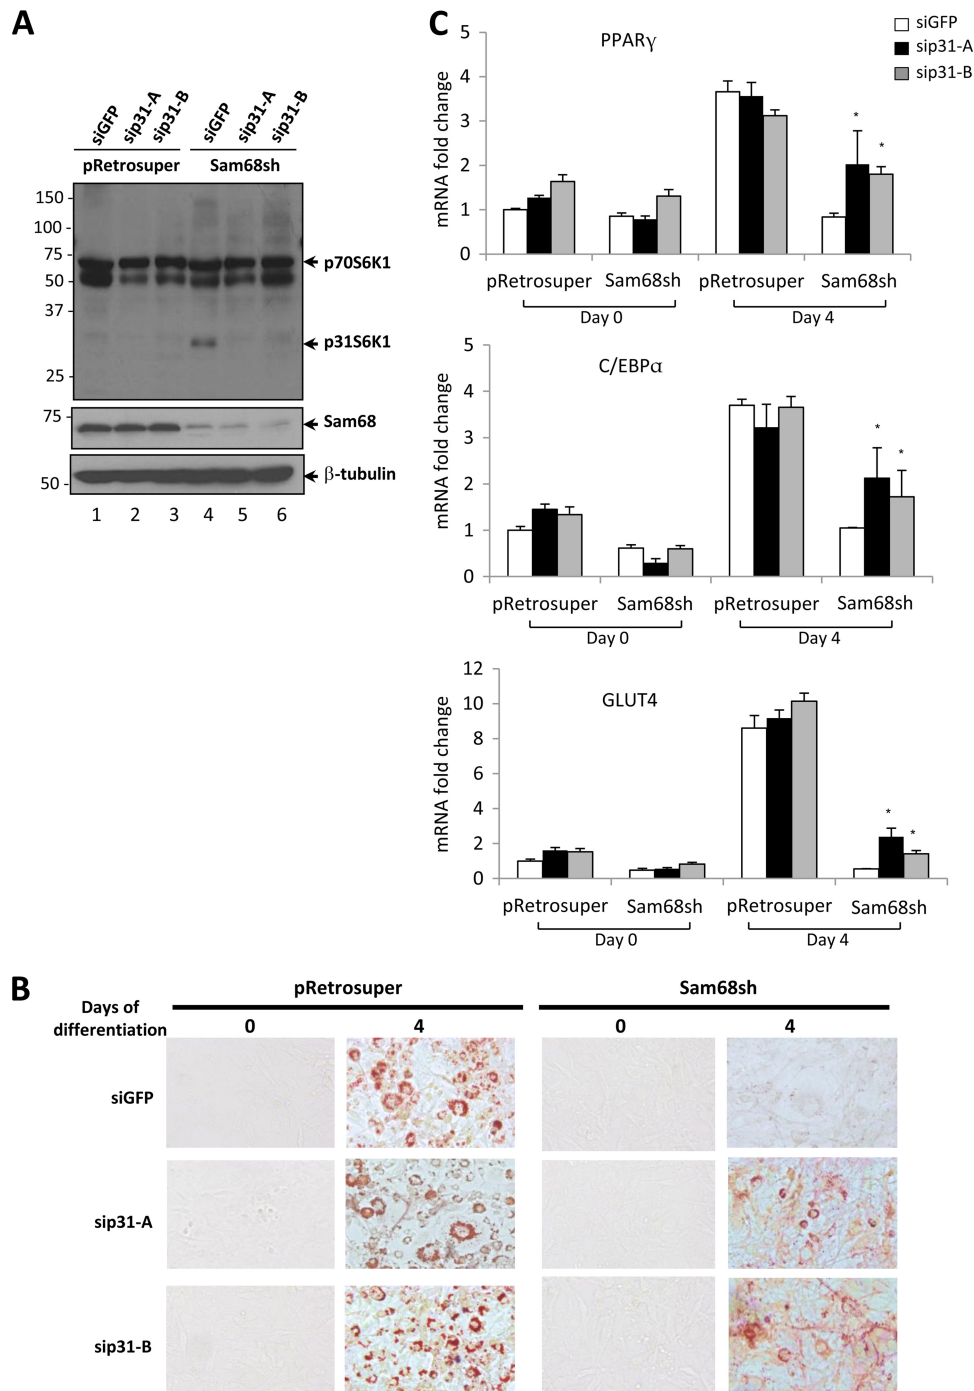 A
siGFP
sip31-A
sip31-B
siGFP
sip31-A
sip31-B
pRetrosuper
Sam68sh
150 -
100 -
75 -
50 -
37 -
25 -
p70S6K1
p31S6K1
75 -
Sam68
50 -
β-tubulin
1 2 3 4 5 6
C
siGFP
sip31-A
sip31-B
PPARγ
mRNA fold change
5
4
3
2
1
0
pRetrosuper
Sam68sh
pRetrosuper
Sam68sh
Day 0
Day 4
*
*
C/EBPα
mRNA fold change
5
4
3
2
1
0
pRetrosuper
Sam68sh
pRetrosuper
Sam68sh
Day 0
Day 4
*
*
GLUT4
mRNA fold change
12
10
8
6
4
2
0
pRetrosuper
Sam68sh
pRetrosuper
Sam68sh
Day 0
Day 4
*
*
B
pRetrosuper
Sam68sh
Days of
differentiation
0
4
0
4
siGFP
sip31-A
sip31-B